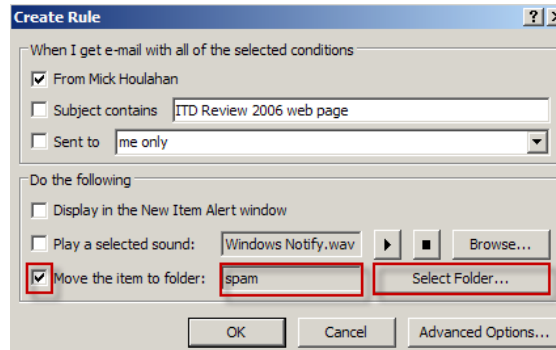 Create Rule
When I get e-mail with all of the selected conditions
From Mick Houlahan
Subject contains ITD Review 2006 web page
Sent to me only
Do the following
Display in the New Item Alert window
Play a selected sound: Windows Notify.wav Browse...
Move the item to folder: spam Select Folder...
OK Cancel Advanced Options...